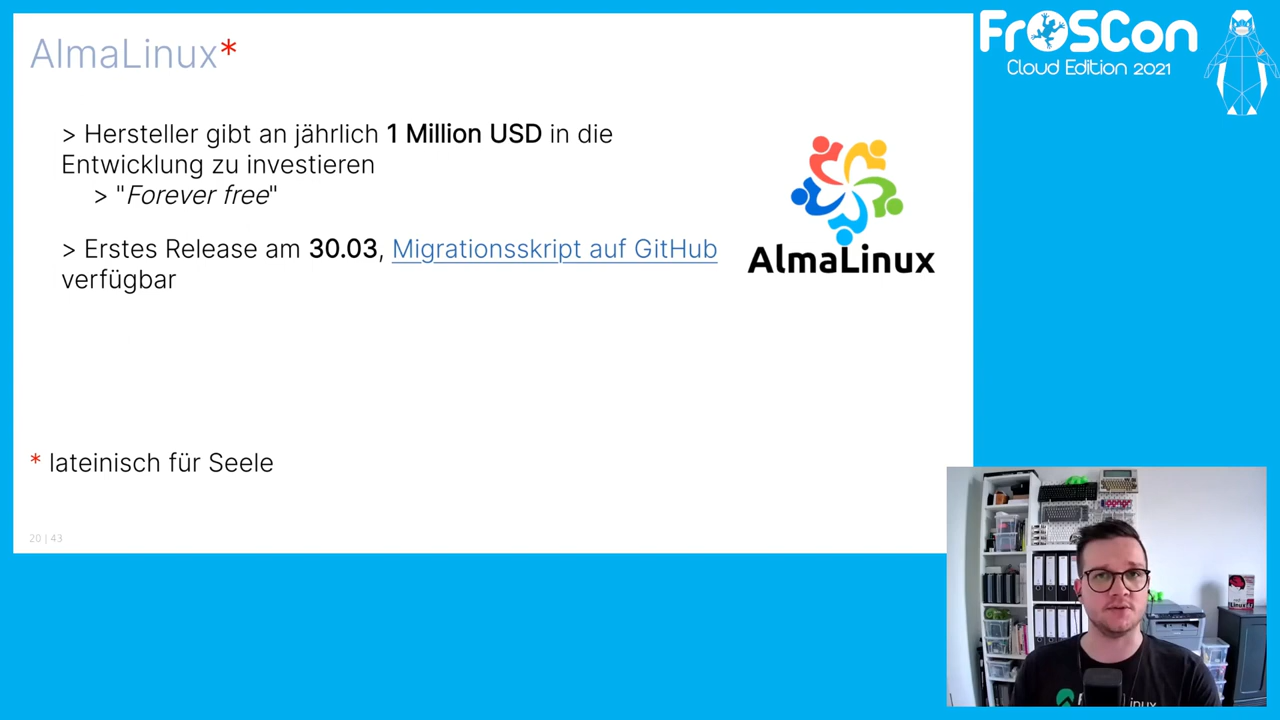 AlmaLinux*
> Hersteller gibt an jährlich 1 Million USD in die
Entwicklung zu investieren
> "Forever free"
> Erstes Release am 30.03, Migrationsskript auf GitHub
verfügbar
AlmaLinux
* lateinisch für Seele
20 | 43
FrOSCon
Cloud Edition 2021